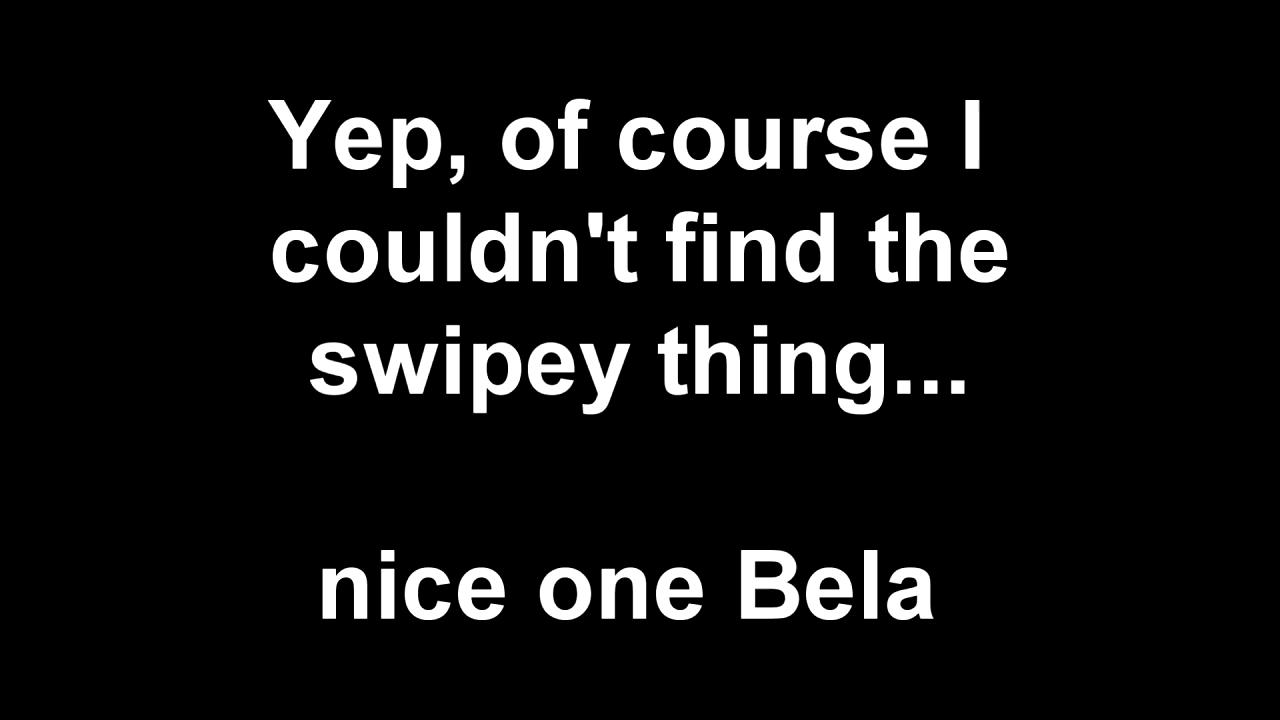 Yep, of course I
couldn't find the
swipey thing...
nice one Bela